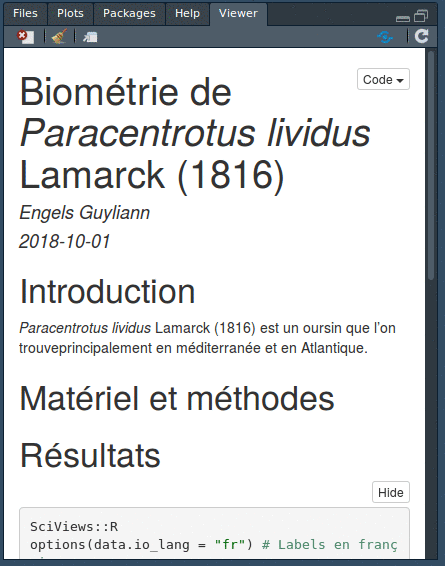 Files Plots Packages Help Viewer
Code
Biométrie de
Paracentrotus lividus
Lamarck (1816)
Engels Guyliann
2018-10-01
Introduction
Paracentrotus lividus Lamarck (1816) est un oursin que l'on
trouveprincipalement en méditerranée et en Atlantique.
Matériel et méthodes
Résultats
Hide
SciViews::R
options(data.io_lang = "fr") # Labels en franç